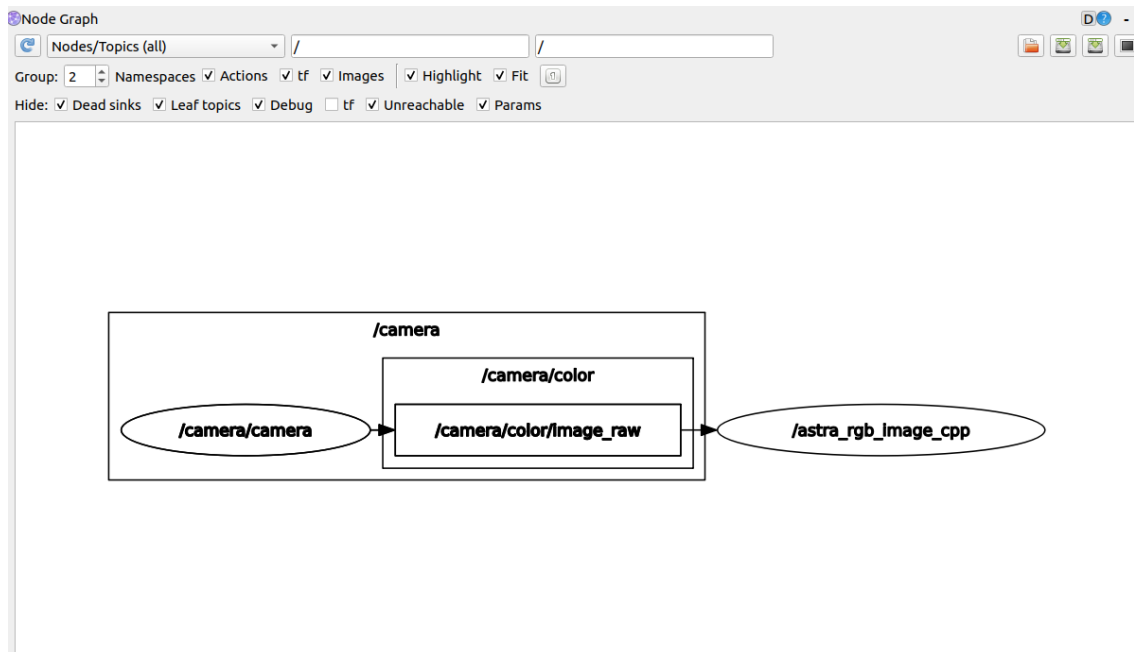 Node Graph
D ? -
Nodes/Topics (all) / /
Group: 2 Namespaces Actions tf Images Highlight Fit
Hide: Dead sinks Leaf topics Debug tf Unreachable Params
/camera
/camera/color
/camera/camera /camera/color/image_raw /astra_rgb_image_cpp